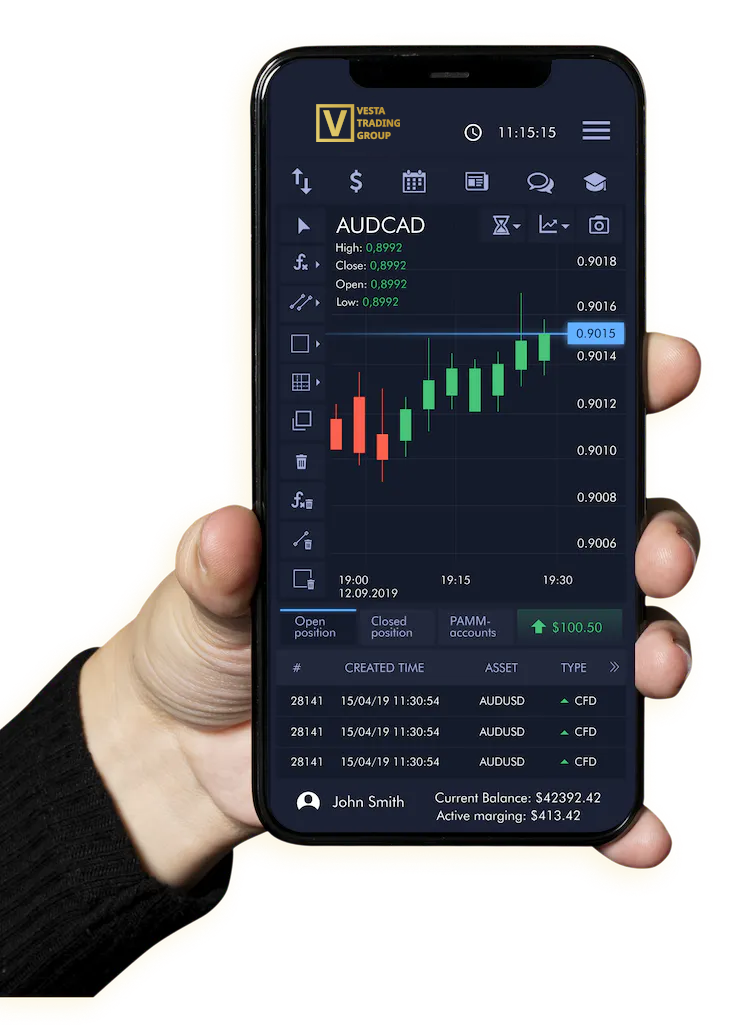 VESTA
TRADING
GROUP
11:15:15
AUDCAD
High: 0,8992
Close: 0,8992
Open: 0,8992
Low: 0,8992
0.9018
0.9016
0.9015
0.9014
0.9012
0.9010
0.9008
0.9006
19:00
12.09.2019
19:15
19:30
Open
position
Closed
position
PAMM-
accounts
$100.50
# CREATED TIME ASSET TYPE
28141 15/04/19 11:30:54 AUDUSD CFD
28141 15/04/19 11:30:54 AUDUSD CFD
28141 15/04/19 11:30:54 AUDUSD CFD
John Smith
Current Balance: $42392.42
Active marging: $413.42